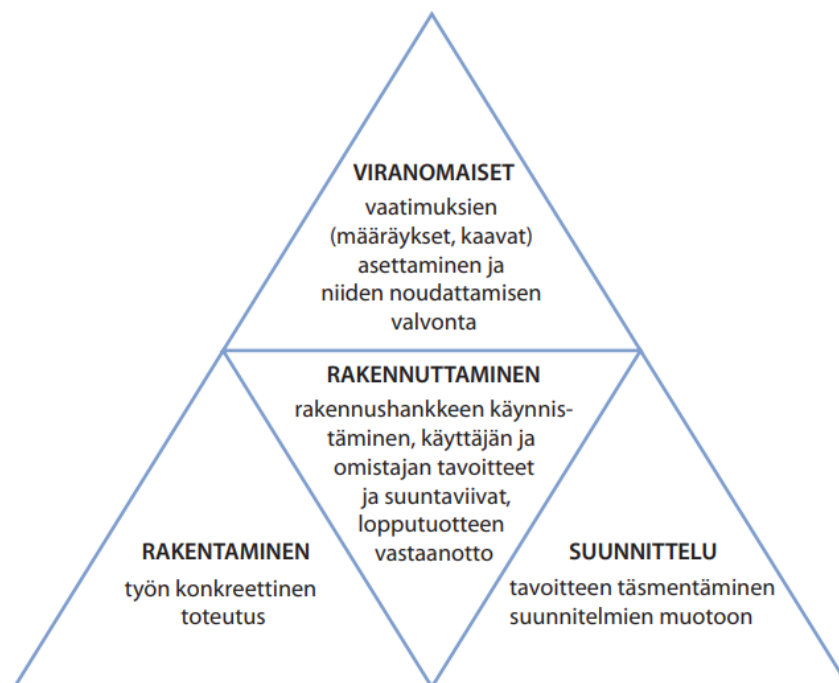 VIRANOMAISET
vaatimuksien
(määräykset, kaavat)
asettaminen ja
niiden noudattamisen
valvonta
RAKENNUTTAMINEN
rakennushankkeen käynnis-
täminen, käyttäjän ja
omistajan tavoitteet
ja suuntaviivat,
lopputuotteen
vastaanotto
RAKENTAMINEN
työn konkreettinen
toteutus
SUUNNITTELU
tavoitteen täsmentäminen
suunnitelmien muotoon